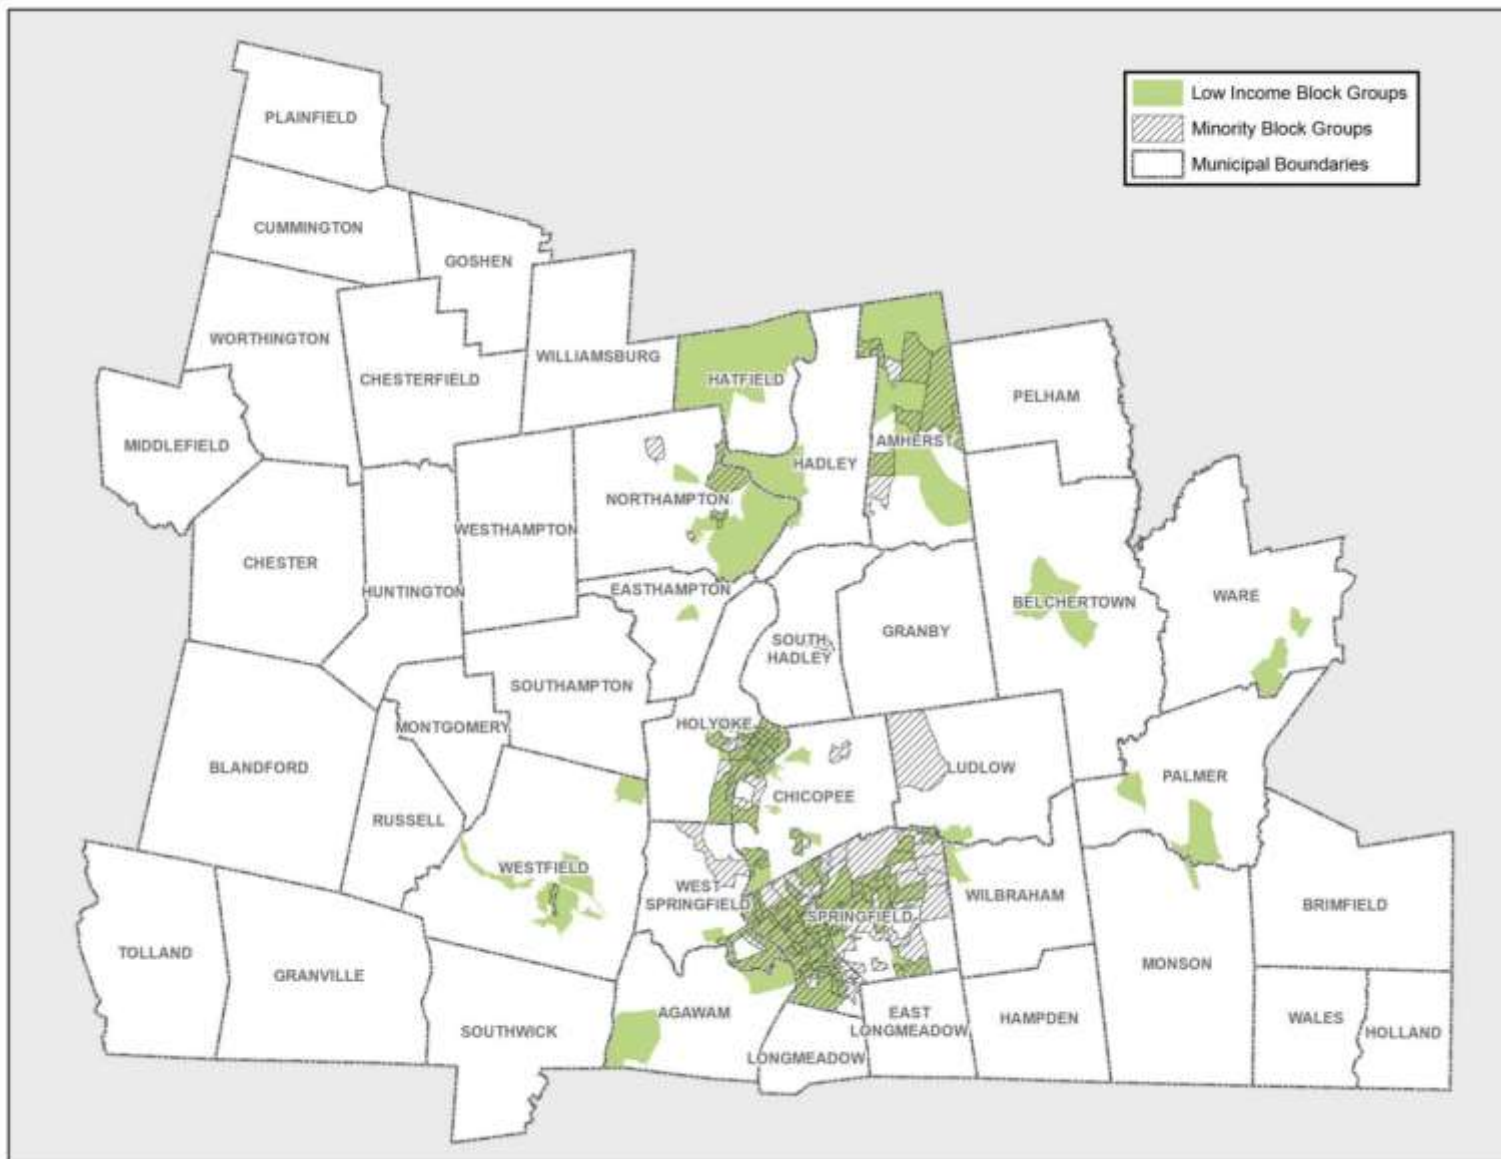 Low Income Block Groups
Minority Block Groups
Municipal Boundaries
PLAINFIELD
CUMMINGTON
GOSHEN
WORTHINGTON
CHESTERFIELD
WILLIAMSBURG
HATFIELD
PELHAM
MIDDLEFIELD
AMHERST
HADLEY
NORTHAMPTON
WESTHAMPTON
CHESTER
HUNTINGTON
EASTHAMPTON
BELCHERTOWN
WARE
SOUTH
HADLEY
GRANBY
SOUTHAMPTON
MONTGOMERY
HOLYOKE
BLANDFORD
LUDLOW
PALMER
CHICOPEE
RUSSELL
WESTFIELD
WEST
SPRINGFIELD
SPRINGFIELD
WILBRAHAM
BRIMFIELD
TOLLAND
GRANVILLE
MONSON
SOUTHWICK
AGAWAM
EAST
LONGMEADOW
HAMPDEN
WALES
HOLLAND
LONGMEADOW